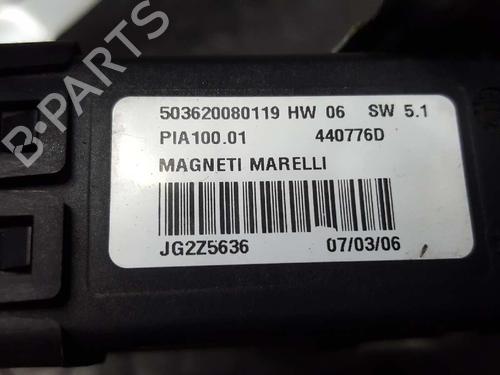 B-PARTS
503620080119 HW 06 SW 5.1
PIA100.01 440776D
MAGNETI MARELLI
JG2Z5636 07/03/06